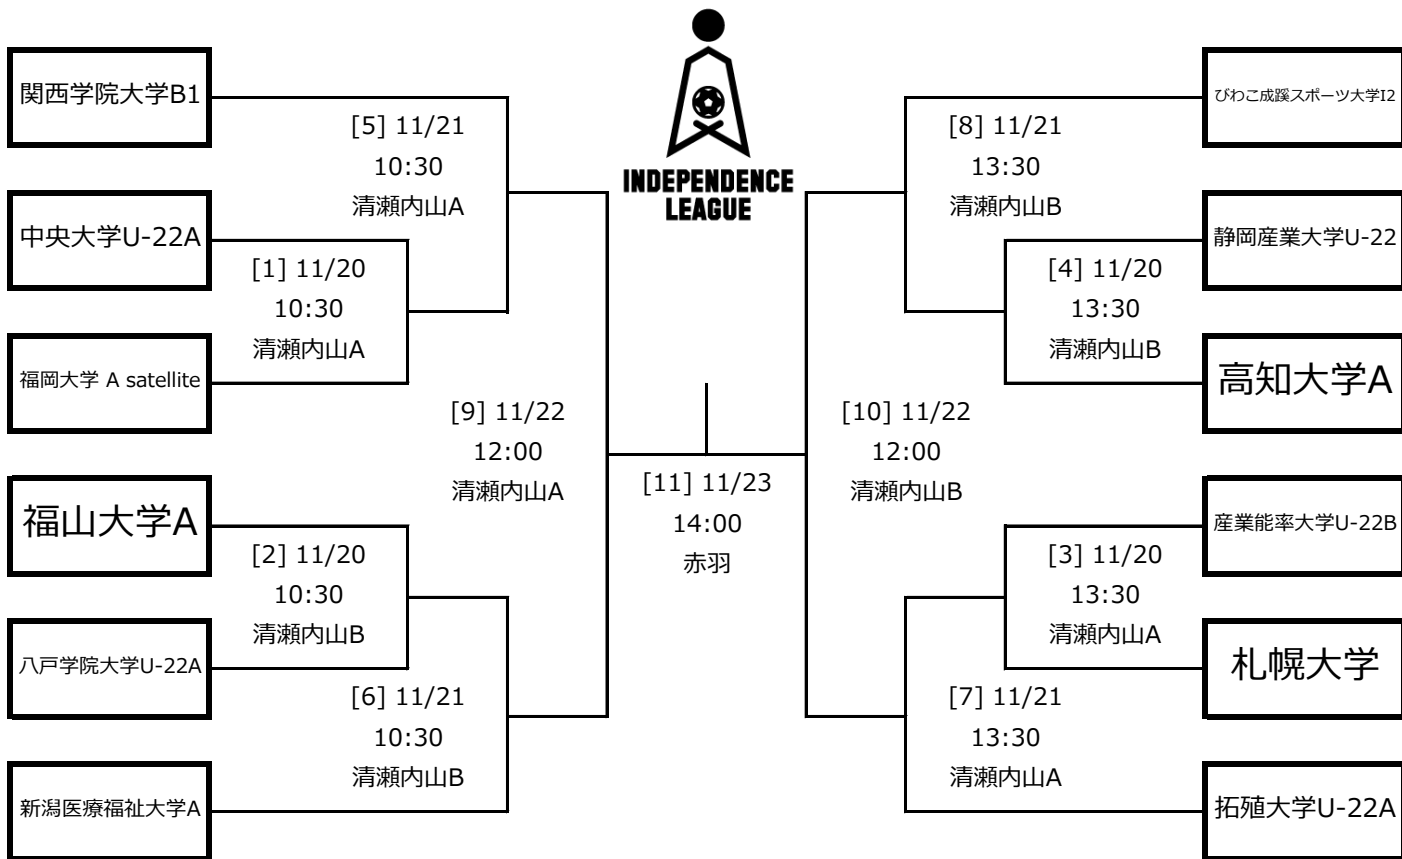 関西学院大学B1
[5] 11/21
10:30
清瀬内山A
中央大学U-22A
[1] 11/20
10:30
清瀬内山A
福岡大学 A satellite
[9] 11/22
12:00
清瀬内山A
福山大学A
[2] 11/20
10:30
清瀬内山B
八戸学院大学U-22A
[6] 11/21
10:30
清瀬内山B
新潟医療福祉大学A
INDEPENDENCE
LEAGUE
[11] 11/23
14:00
赤羽
びわこ成蹊スポーツ大学I2
[8] 11/21
13:30
清瀬内山B
静岡産業大学U-22
[4] 11/20
13:30
清瀬内山B
高知大学A
[10] 11/22
12:00
清瀬内山B
産業能率大学U-22B
[3] 11/20
13:30
清瀬内山A
札幌大学
[7] 11/21
13:30
清瀬内山A
拓殖大学U-22A